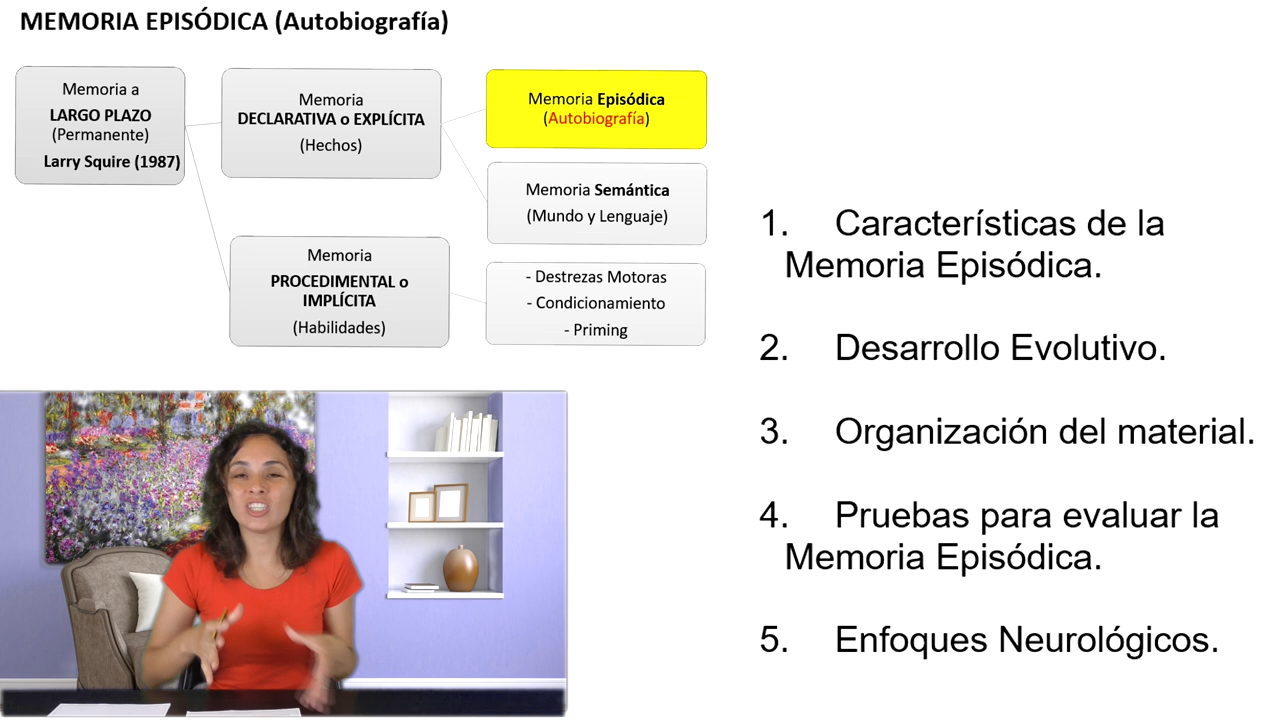 MEMORIA EPISÓDICA (Autobiografía)
Memoria a
LARGO PLAZO
(Permanente)
Larry Squire (1987)
Memoria
DECLARATIVA o EXPLÍCITA
(Hechos)
Memoria Episódica
(Autobiografía)
Memoria Semántica
(Mundo y Lenguaje)
Memoria
PROCEDIMENTAL o
IMPLÍCITA
(Habilidades)
- Destrezas Motoras
- Condicionamiento
- Priming
1. Características de la
Memoria Episódica.
2. Desarrollo Evolutivo.
3. Organización del material.
4. Pruebas para evaluar la
Memoria Episódica.
5. Enfoques Neurológicos.